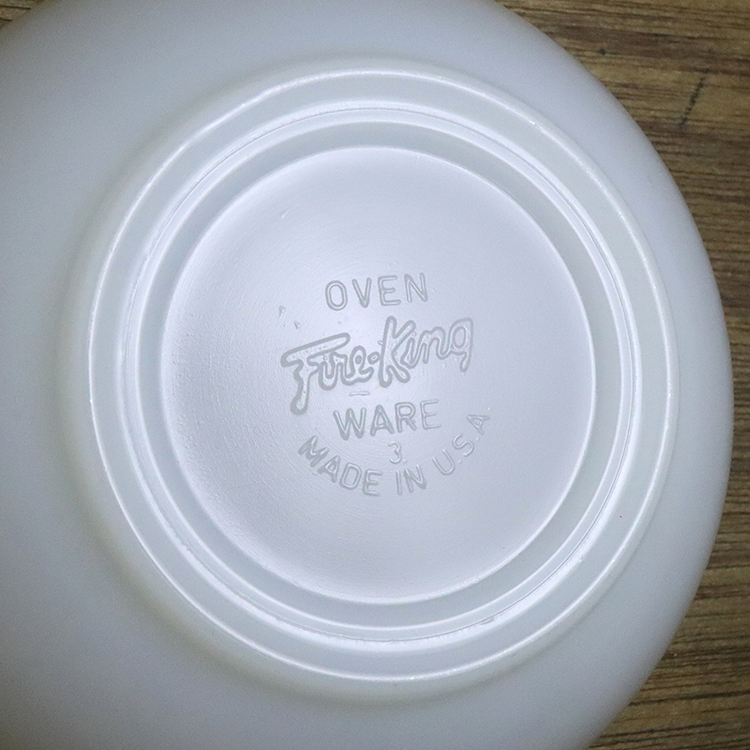 OVEN
Fire-King
WARE
3
MADE IN U.S.A